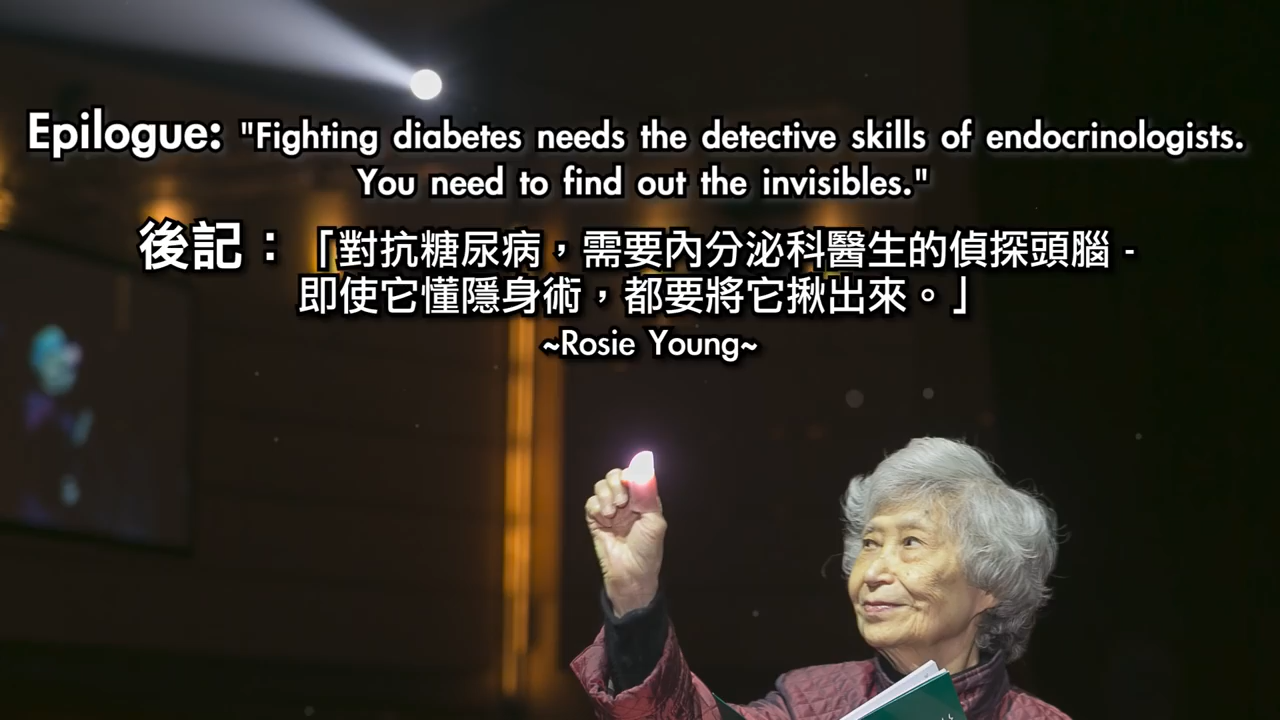 Epilogue: "Fighting diabetes needs the detective skills of endocrinologists.
You need to find out the invisibles."
後記：「對抗糖尿病，需要內分泌科醫生的偵探頭腦 -
即使它懂隱身術，都要將它揪出來。」
~Rosie Young~